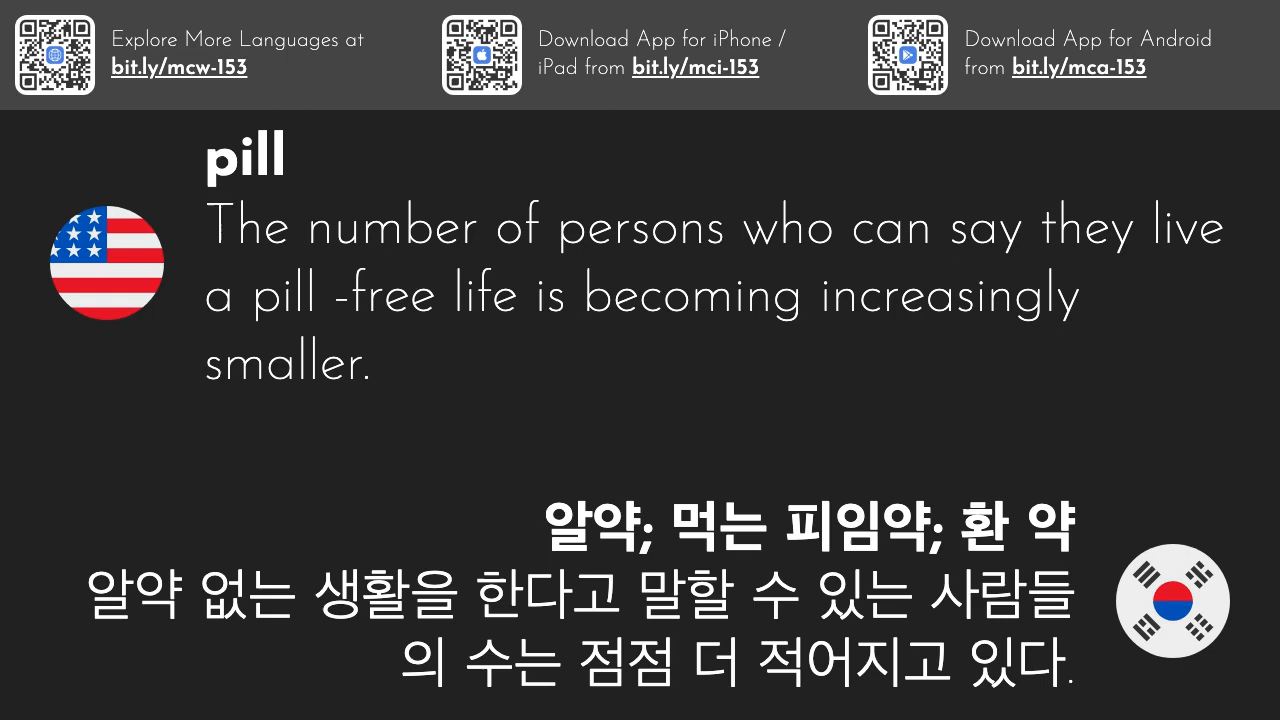 Explore More Languages at
bit.ly/mcw-153
Download App for iPhone /
iPad from bit.ly/mci-153
Download App for Android
from bit.ly/mca-153
pill
The number of persons who can say they live
a pill -free life is becoming increasingly
smaller.
알약; 먹는 피임약; 환 약
알약 없는 생활을 한다고 말할 수 있는 사람들
의 수는 점점 더 적어지고 있다.